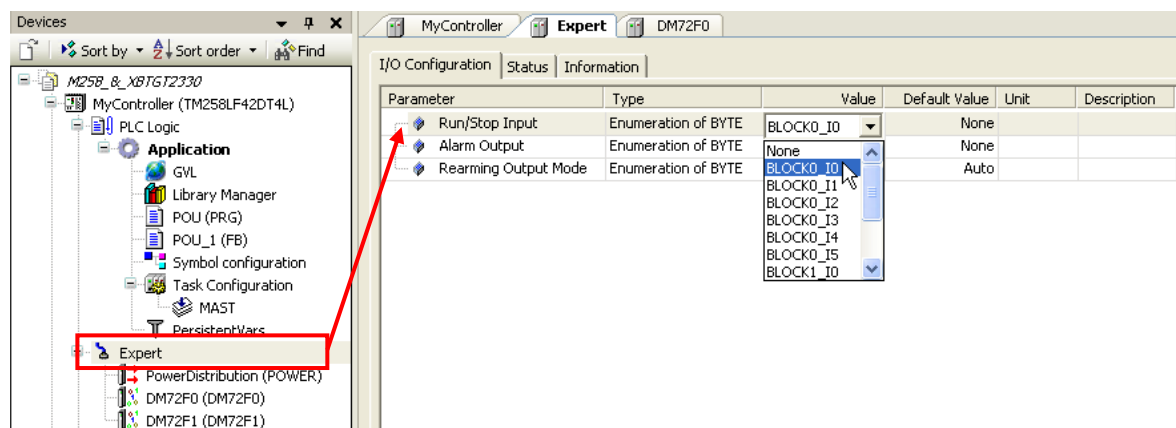 Devices
Sort by Sort order Find
M258_&_XBTGT2330
MyController (TM258LF42DT4L)
PLC Logic
Application
GVL
Library Manager
POU (PRG)
POU_1 (FB)
Symbol configuration
Task Configuration
MAST
PersistentVars
Expert
PowerDistribution (POWER)
DM72F0 (DM72F0)
DM72F1 (DM72F1)
MyController Expert DM72F0
I/O Configuration Status Information
Parameter Type Value Default Value Unit Description
Run/Stop Input Enumeration of BYTE BLOCK0_I0 None
Alarm Output Enumeration of BYTE None
Rearming Output Mode Enumeration of BYTE Auto
None
BLOCK0_I0
BLOCK0_I1
BLOCK0_I2
BLOCK0_I3
BLOCK0_I4
BLOCK0_I5
BLOCK1_I0